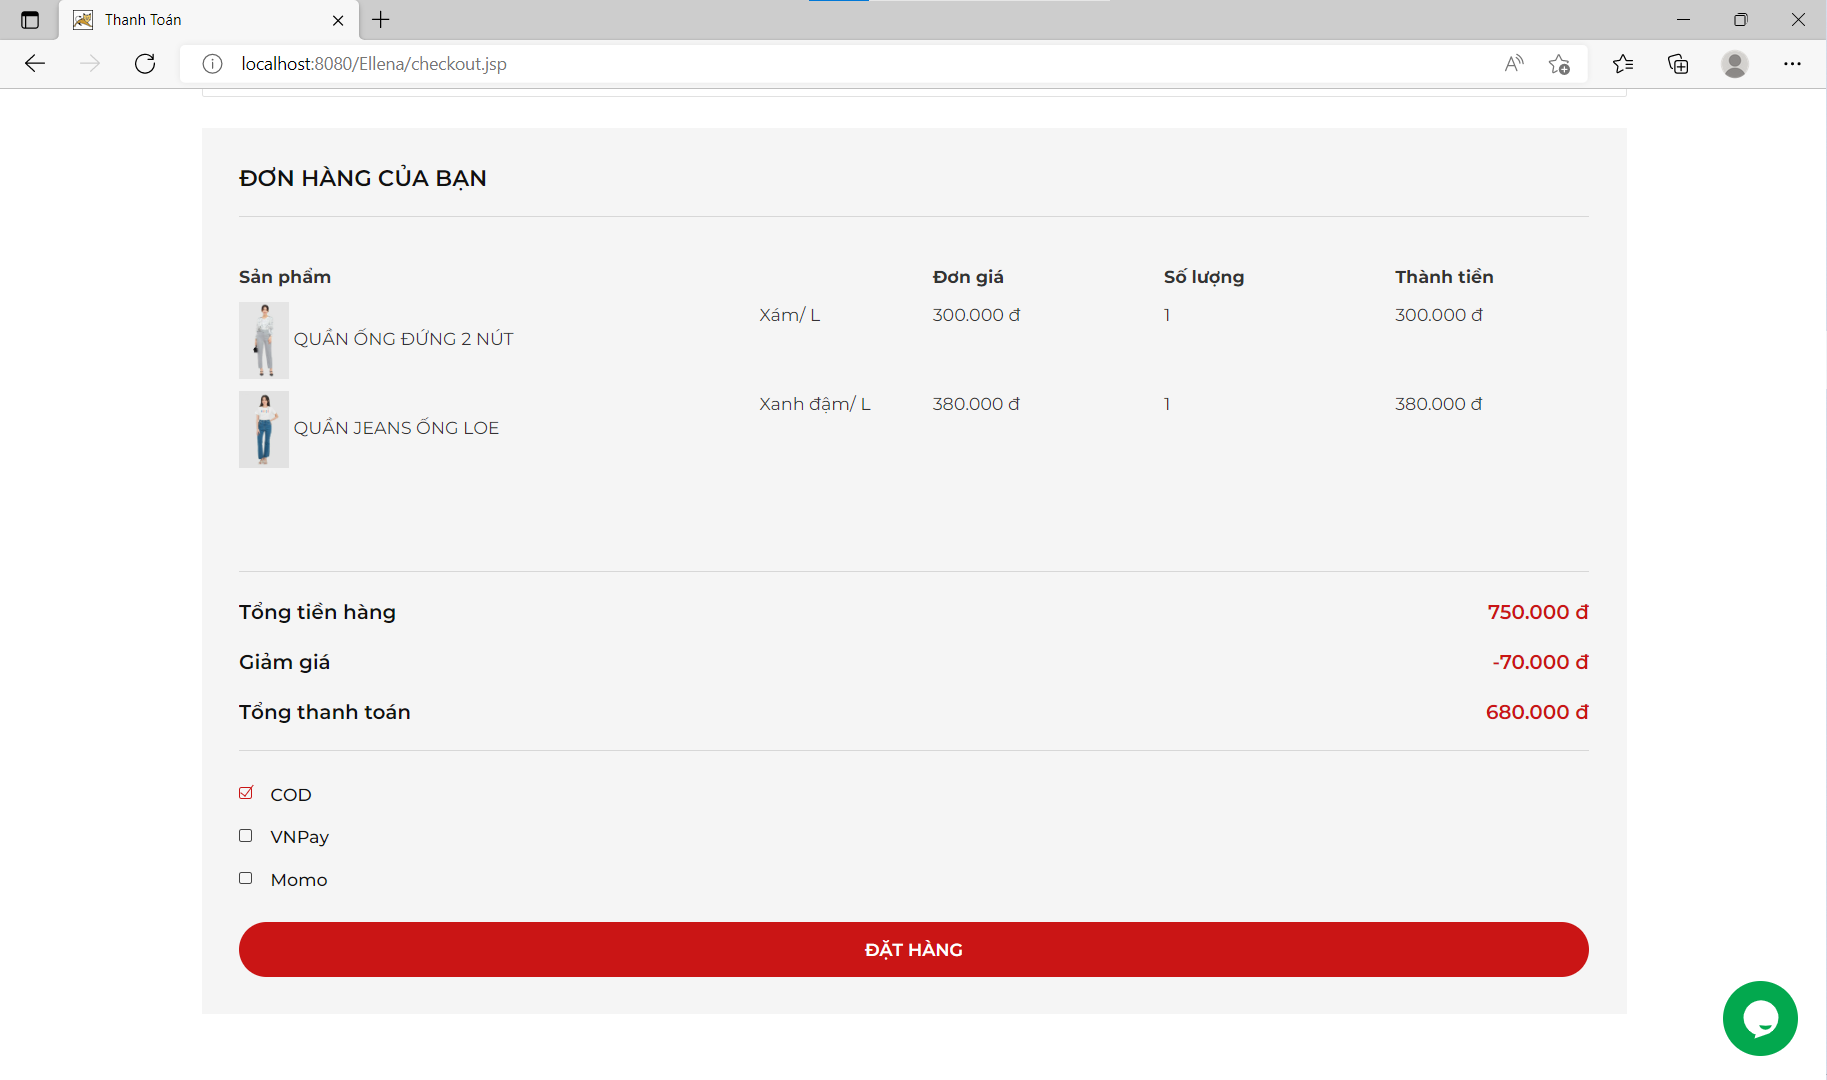 Thanh Toán
localhost:8080/Ellena/checkout.jsp
ĐƠN HÀNG CỦA BẠN
Sản phẩm Đơn giá Số lượng Thành tiền
QUẦN ỐNG ĐỨNG 2 NÚT Xám/ L 300.000 đ 1 300.000 đ
QUẦN JEANS ỐNG LOE Xanh đậm/ L 380.000 đ 1 380.000 đ
Tổng tiền hàng 750.000 đ
Giảm giá -70.000 đ
Tổng thanh toán 680.000 đ
COD
VNPay
Momo
ĐẶT HÀNG